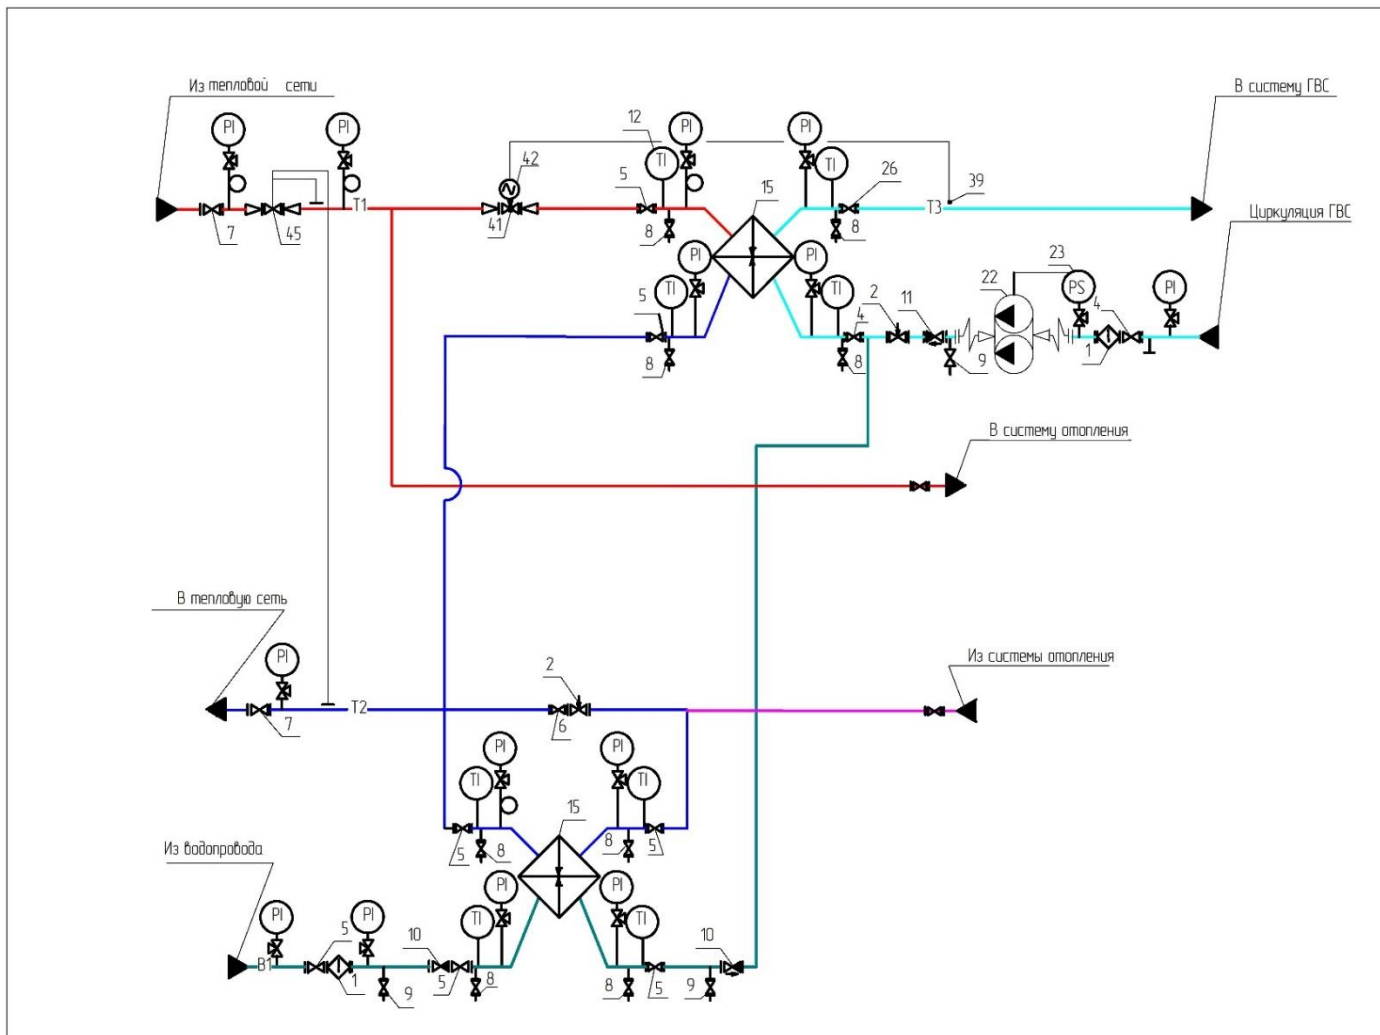 Из тепловой сети
В систему ГВС
PI
PI
12
PI
PI
42
TI
TI
5
15
26
39
Т1
Т3
Циркуляция ГВС
7
45
41
8
8
PI
PI
23
22
PS
PI
TI
TI
5
2
11
4
4
8
8
9
1
В систему отопления
В тепловую сеть
PI
2
Из системы отопления
Т2
7
6
PI
PI
TI
TI
15
5
8
8
5
Из водопровода
PI
PI
PI
PI
TI
TI
5
10
10
В1
1
9
5
8
8
5
9